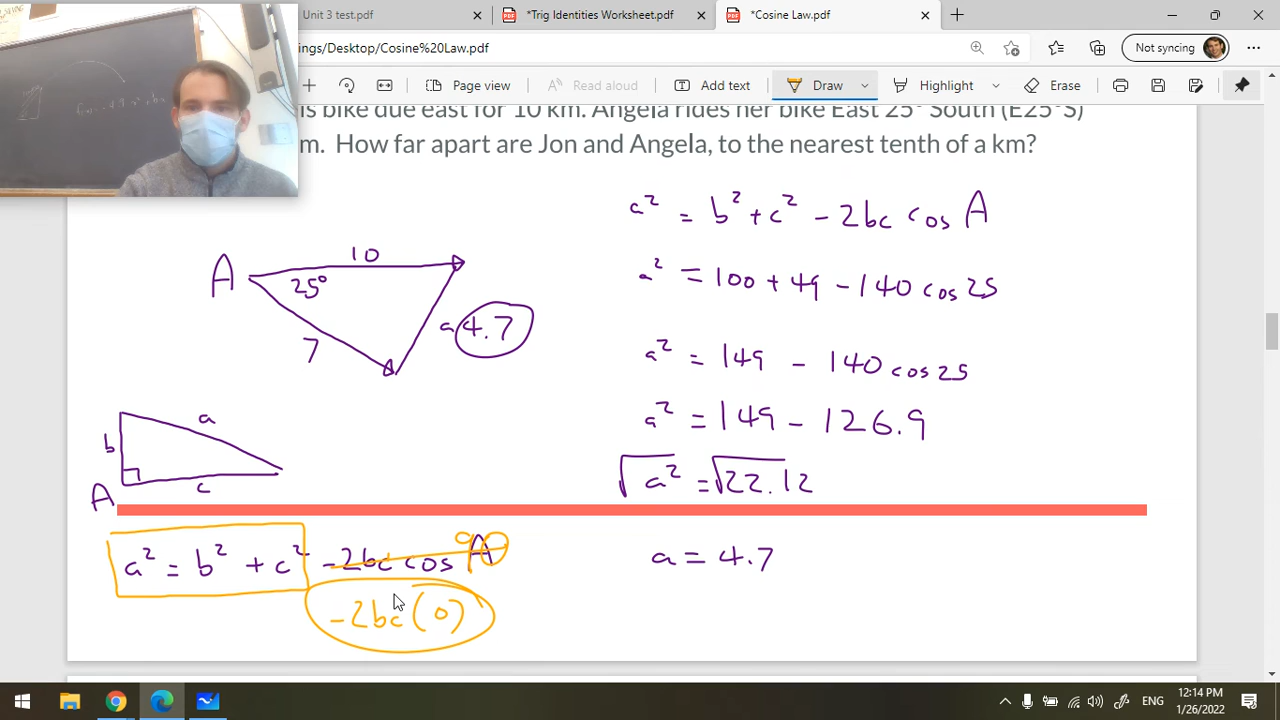 Unit 3 test.pdf
*Trig Identities Worksheet.pdf
*Cosine Law.pdf
ngs/Desktop/Cosine%20Law.pdf
Not syncing
Page view
Read aloud
Add text
Draw
Highlight
Erase
is bike due east for 10 km. Angela rides her bike East 25° South (E25°S)
m. How far apart are Jon and Angela, to the nearest tenth of a km?
a² = b² + c² - 2bc cos A
A
10
25°
7
a 4.7
a² = 100 + 49 - 140 cos 25
a² = 149 - 140 cos 25
a² = 149 - 126.9
√a² = √22.12
a = 4.7
a
b
c
A
a² = b² + c² - 2bc cos A
90
- 2bc (0)
ENG
12:14 PM
1/26/2022